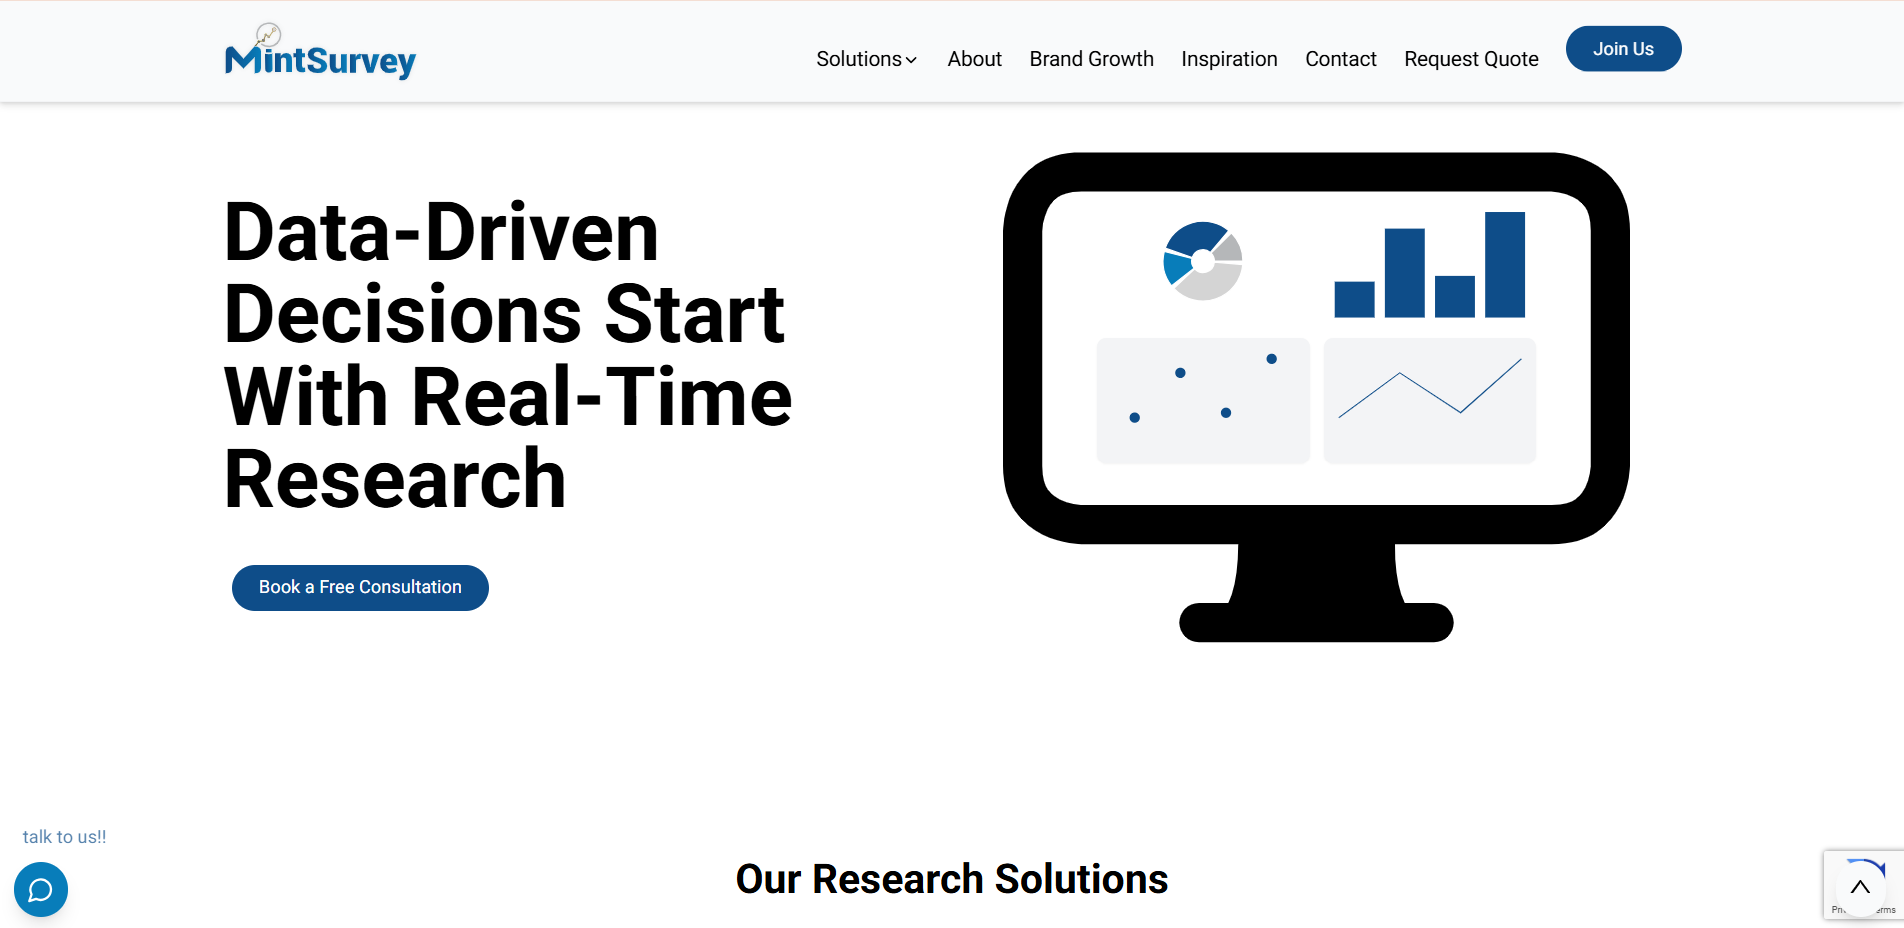 MintSurvey
Solutions
About
Brand Growth
Inspiration
Contact
Request Quote
Join Us
Data-Driven
Decisions Start
With Real-Time
Research
Book a Free Consultation
talk to us!!
Our Research Solutions